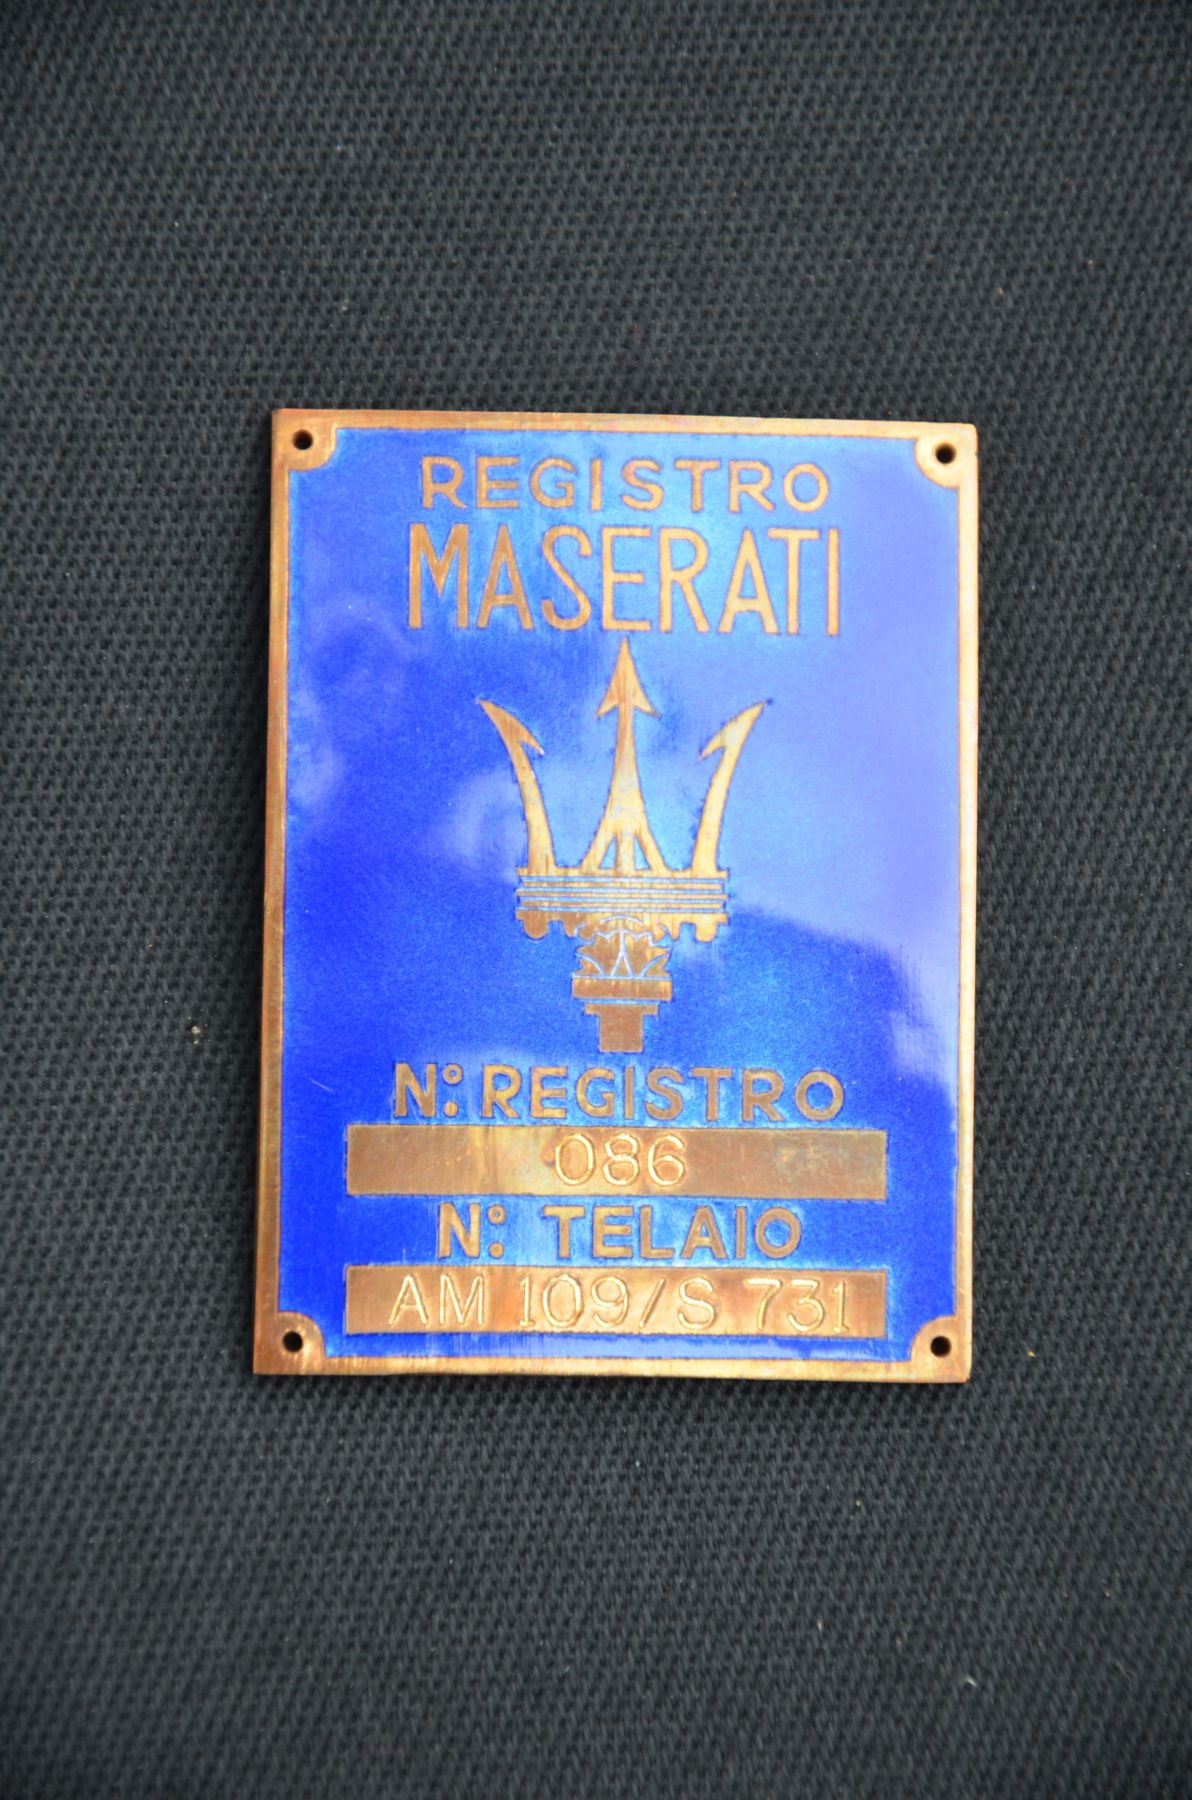 REGISTRO
MASERATI
N°. REGISTRO
086
N°. TELAIO
AM 109/S 731